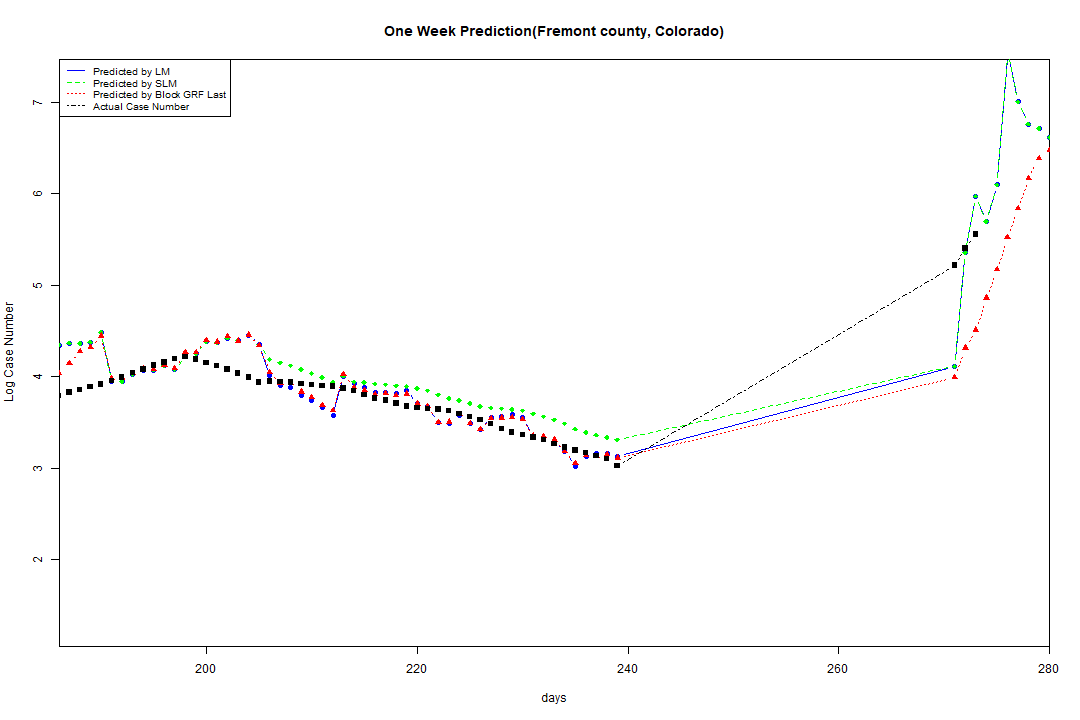 One Week Prediction(Fremont county, Colorado)
Predicted by LM
Predicted by SLM
Predicted by Block GRF Last
Actual Case Number
7
6
5
4
3
2
Log Case Number
200 220 240 260 280
days